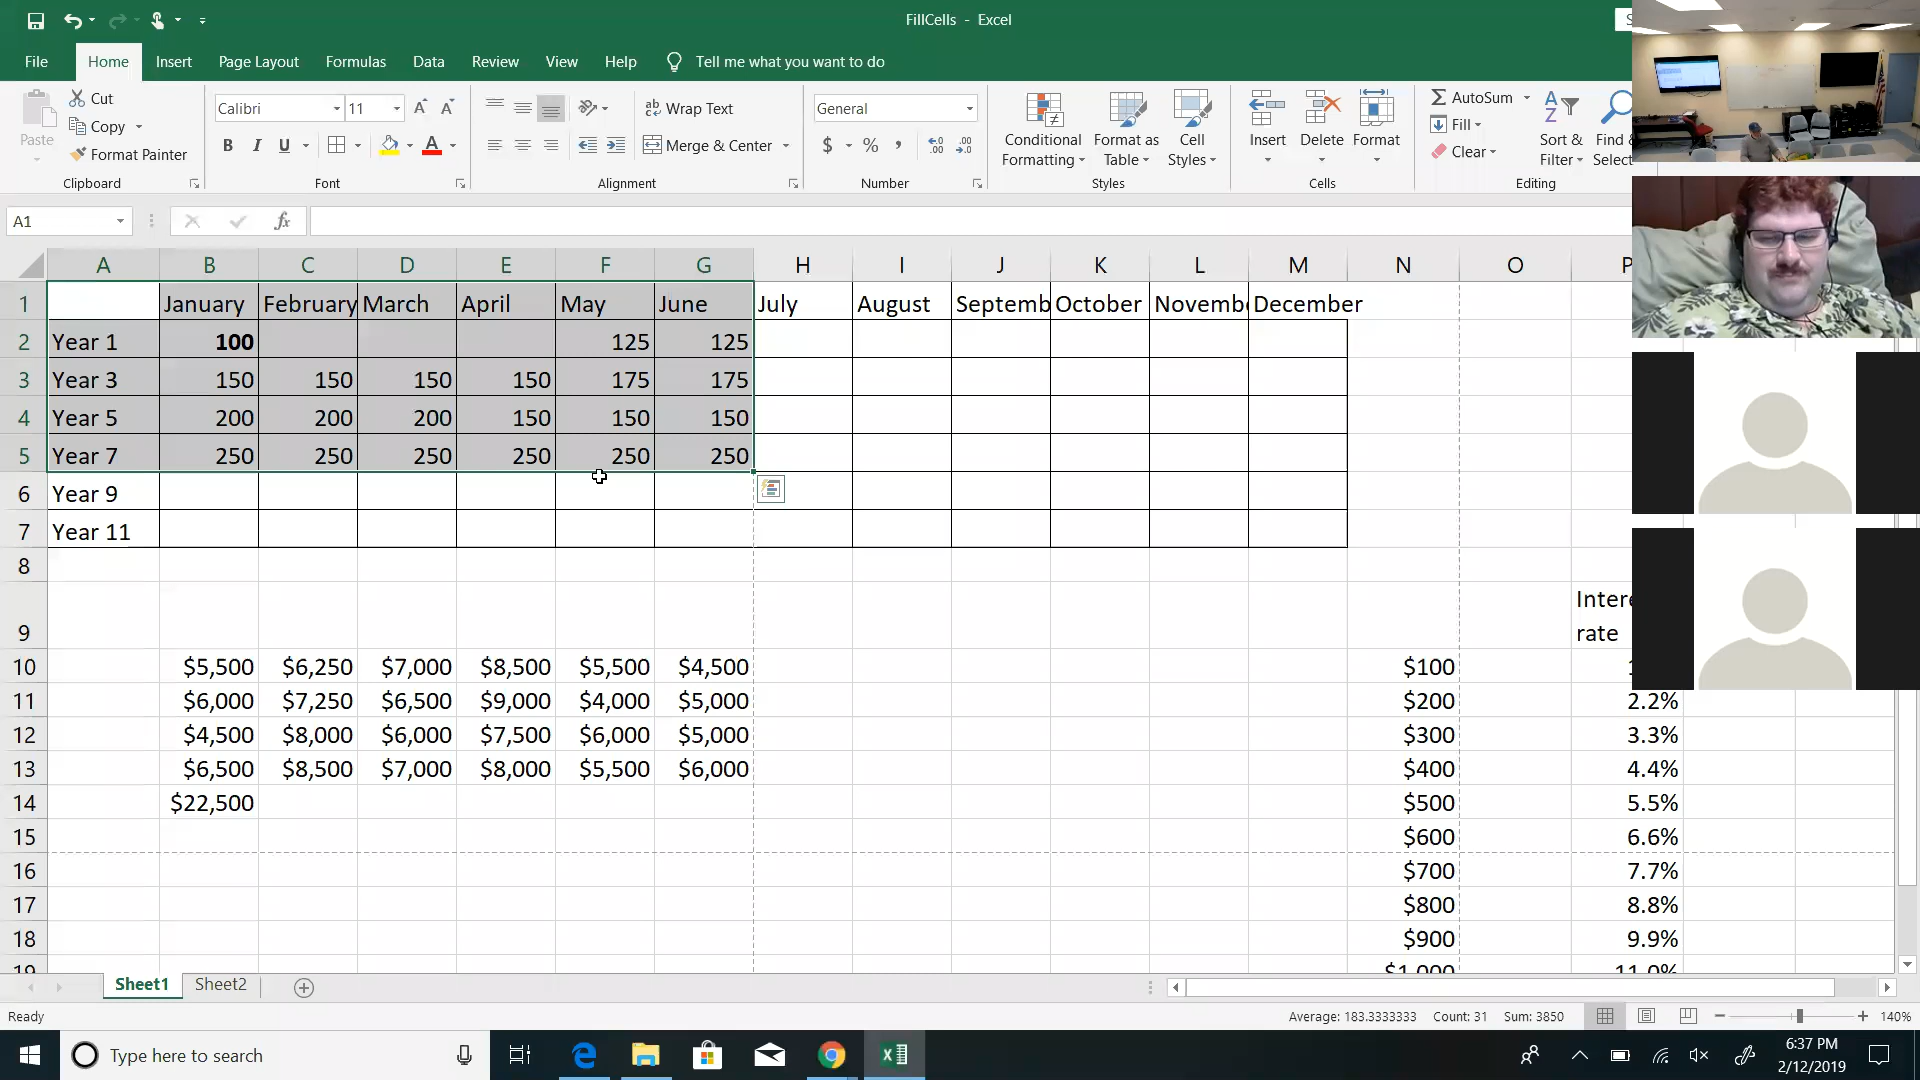 FillCells - Excel
File Home Insert Page Layout Formulas Data Review View Help Tell me what you want to do
Paste
Cut
Copy
Format Painter
Clipboard
Calibri 11 A A
B I U A
Font
ab Wrap Text
Merge & Center
Alignment
General
$ %
Number
Conditional Formatting
Format as Table
Cell Styles
Styles
Insert Delete Format
Cells
AutoSum
Fill
Clear
Sort & Filter
Find &
Editing
A1 fx
A B C D E F G H I J K L M N O P
1 January February March April May June July August Septemb October Novemb December
2 Year 1 100 125 125
3 Year 3 150 150 150 150 175 175
4 Year 5 200 200 200 150 150 150
5 Year 7 250 250 250 250 250 250
6 Year 9
7 Year 11
8
9 rate
10 $5,500 $6,250 $7,000 $8,500 $5,500 $4,500 $100
11 $6,000 $7,250 $6,500 $9,000 $4,000 $5,000 $200 2.2%
12 $4,500 $8,000 $6,000 $7,500 $6,000 $5,000 $300 3.3%
13 $6,500 $8,500 $7,000 $8,000 $5,500 $6,000 $400 4.4%
14 $22,500 $500 5.5%
15 $600 6.6%
16 $700 7.7%
17 $800 8.8%
18 $900 9.9%
19 $1,000 11.0%
Sheet1 Sheet2
Ready Average: 183.3333333 Count: 31 Sum: 3850 140%
Type here to search
6:37 PM
2/12/2019